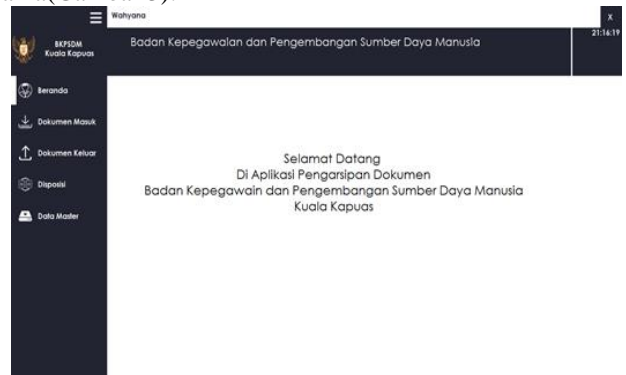 Wahyana
X
BKPSDM
Kuala Kapuas
Badan Kepegawaian dan Pengembangan Sumber Daya Manusia
21:14:19
Beranda
Dokumen Masuk
Dokumen Keluar
Disposisi
Data Master
Selamat Datang
Di Aplikasi Pengarsipan Dokumen
Badan Kepegawain dan Pengembangan Sumber Daya Manusia
Kuala Kapuas